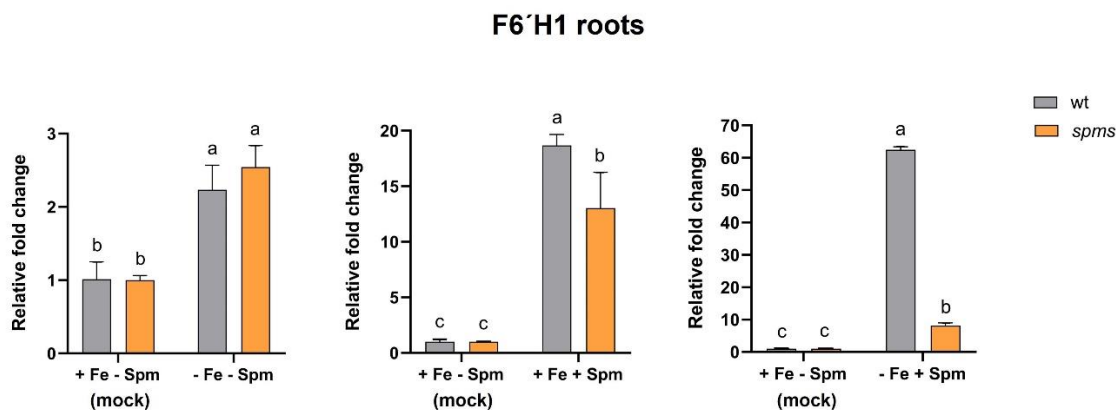 F6´H1 roots
wt
spms
Relative fold change
3
2
1
0
b
b
a
a
+ Fe - Spm
(mock)
- Fe - Spm
Relative fold change
20
15
10
5
0
c
c
a
b
+ Fe - Spm
(mock)
+ Fe + Spm
Relative fold change
70
60
50
40
30
20
10
0
c
c
a
b
+ Fe - Spm
(mock)
- Fe + Spm